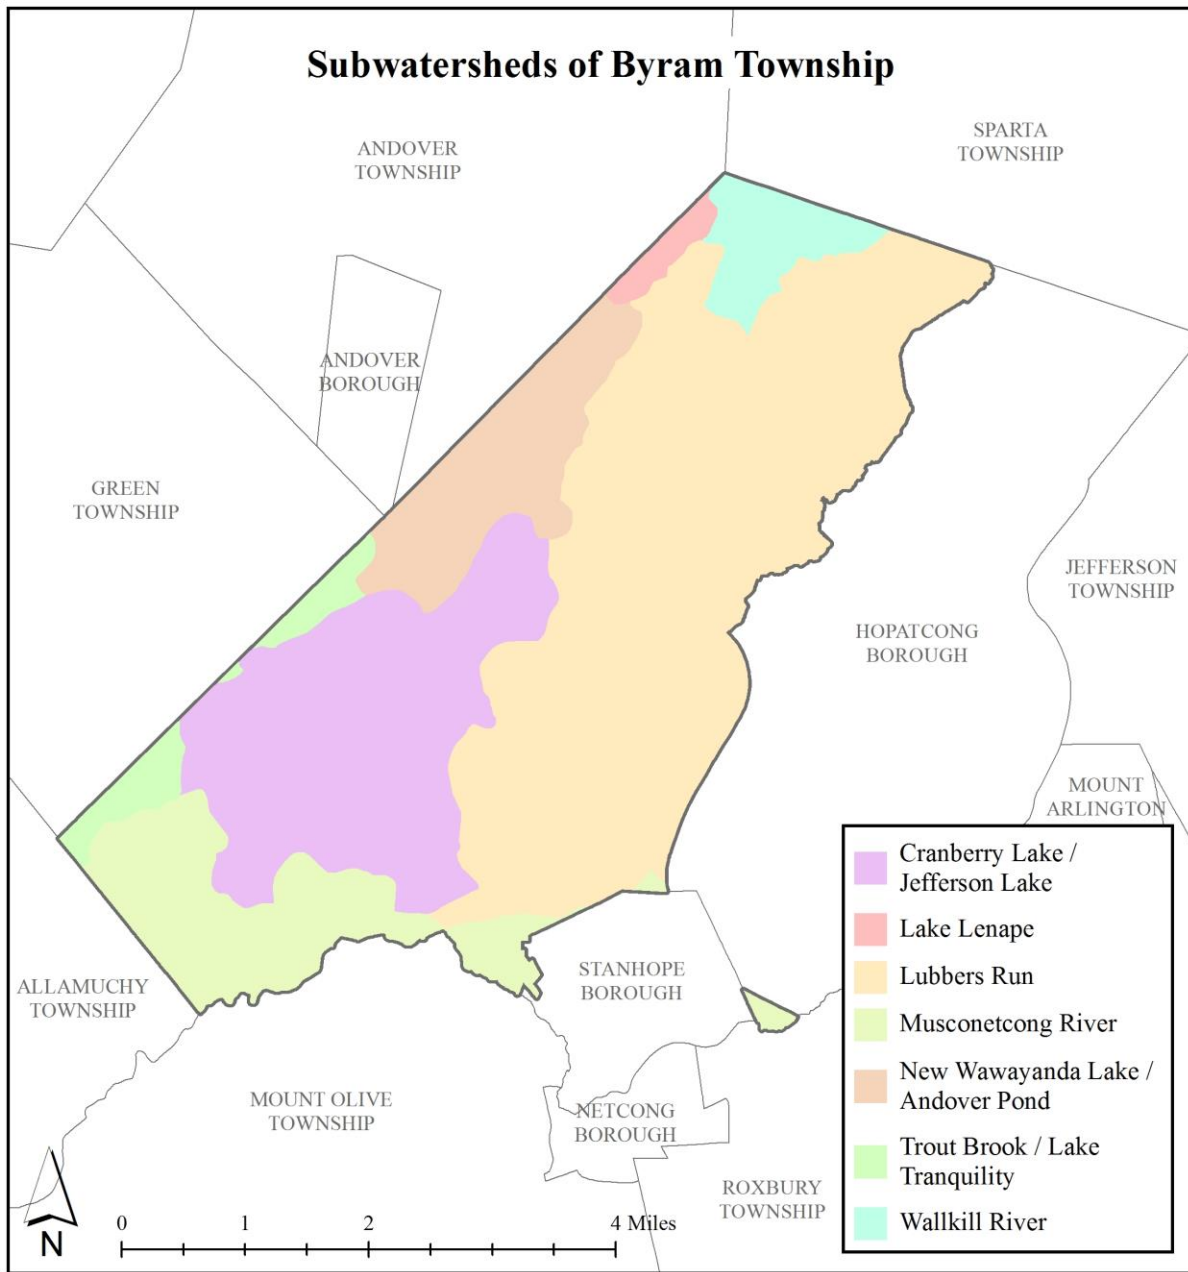 Subwatersheds of Byram Township
SPARTA
TOWNSHIP
ANDOVER
TOWNSHIP
ANDOVER
BOROUGH
GREEN
TOWNSHIP
JEFFERSON
TOWNSHIP
HOPATCONG
BOROUGH
MOUNT
ARLINGTON
ALLAMUCHY
TOWNSHIP
STANHOPE
BOROUGH
MOUNT OLIVE
TOWNSHIP
NETCONG
BOROUGH
ROXBURY
TOWNSHIP
Cranberry Lake /
Jefferson Lake
Lake Lenape
Lubbers Run
Musconetcong River
New Wawayanda Lake /
Andover Pond
Trout Brook / Lake
Tranquility
Wallkill River
N
0 1 2 4 Miles